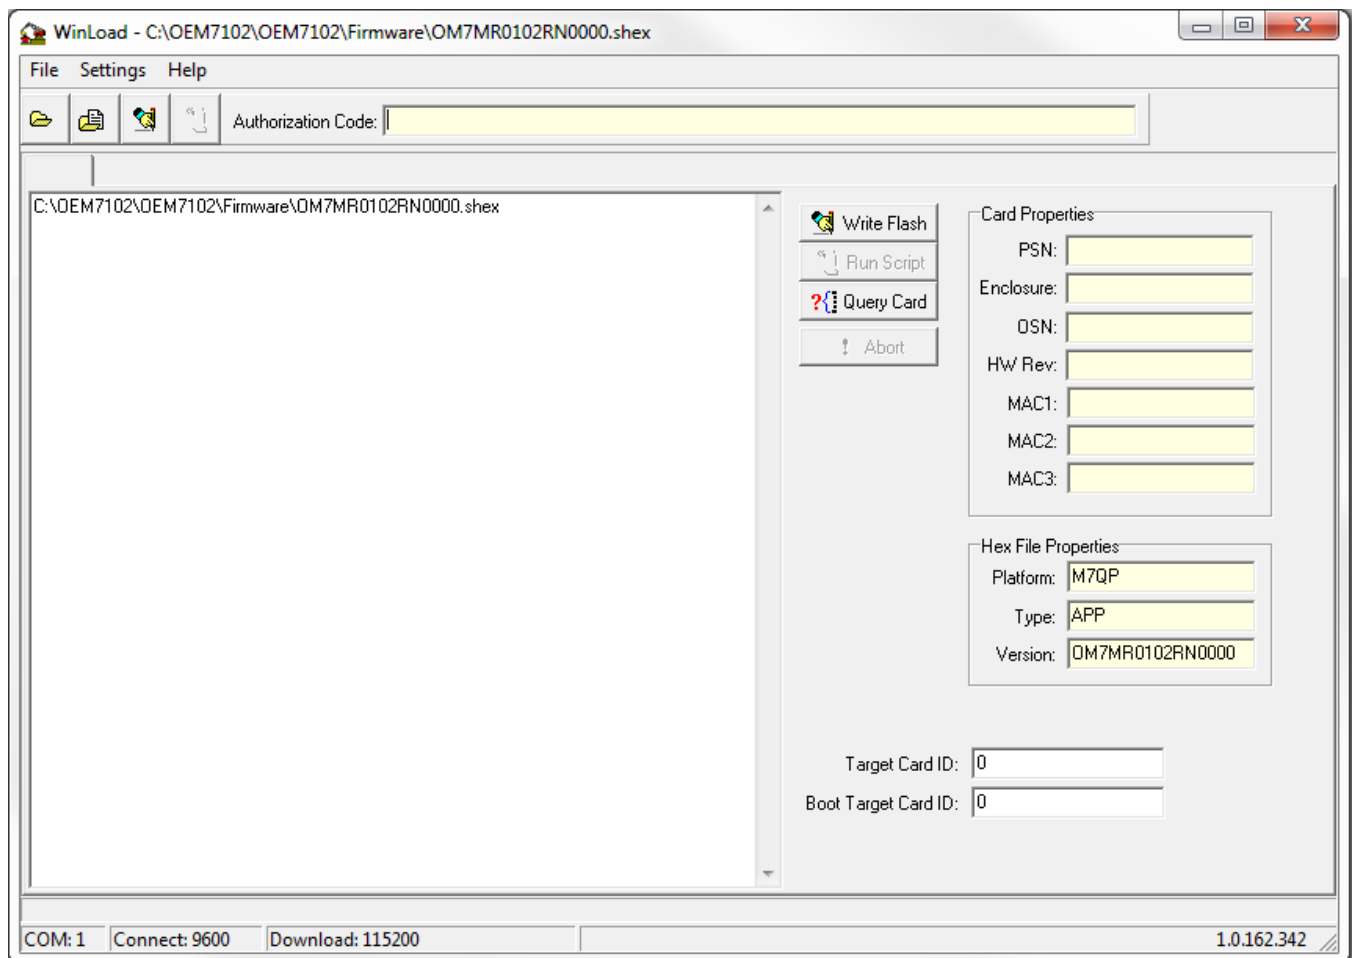 WinLoad - C:\OEM7102\OEM7102\Firmware\OM7MR0102RN0000.shex
File Settings Help
Authorization Code:
C:\OEM7102\OEM7102\Firmware\OM7MR0102RN0000.shex
Write Flash
Run Script
?{ Query Card
Abort
Card Properties
PSN:
Enclosure:
OSN:
HW Rev:
MAC1:
MAC2:
MAC3:
Hex File Properties
Platform: M7QP
Type: APP
Version: OM7MR0102RN0000
Target Card ID: 0
Boot Target Card ID: 0
COM: 1 Connect: 9600 Download: 115200 1.0.162.342